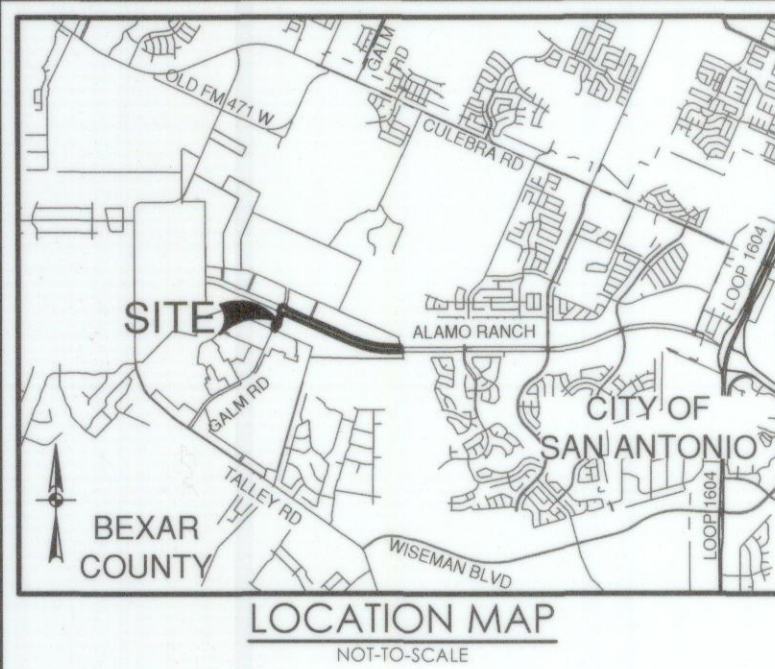 GALM
RD
OLD FM 471 W
CULEBRA RD
LOOP 1604
SITE
ALAMO RANCH
GALM RD
CITY OF
SAN ANTONIO
TALLEY RD
LOOP 1604
BEXAR
COUNTY
WISEMAN BLVD
LOCATION MAP
NOT-TO-SCALE